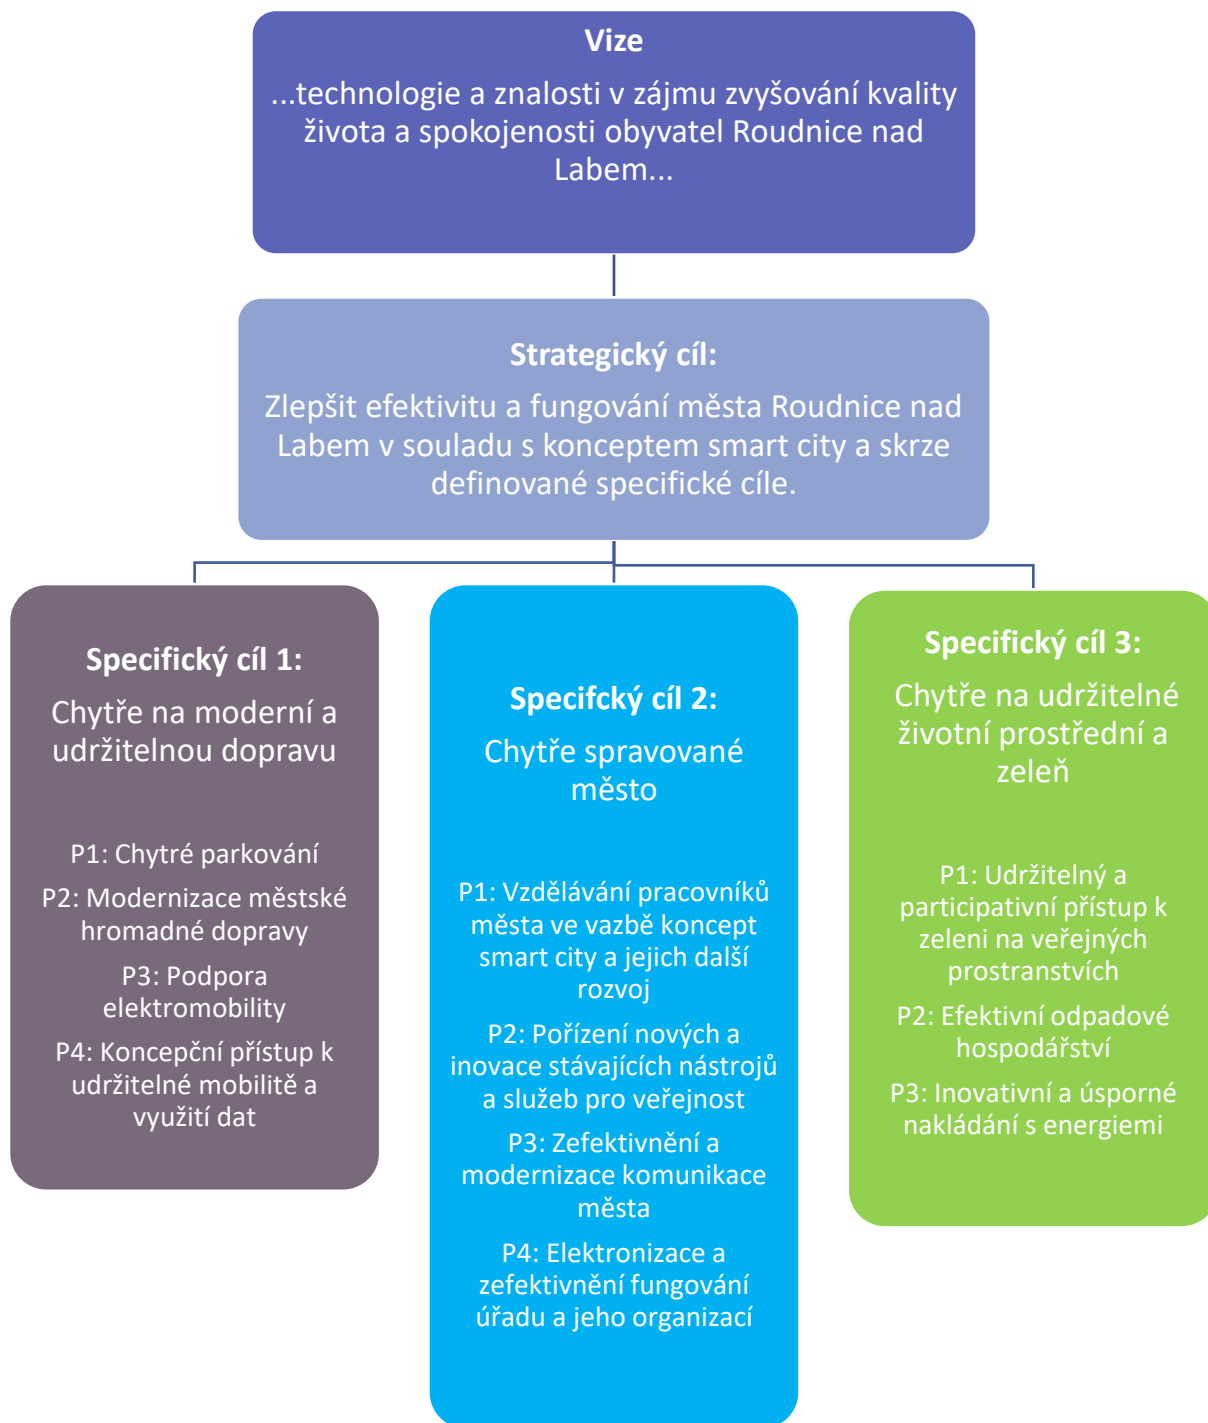 Vize
...technologie a znalosti v zájmu zvyšování kvality
života a spokojenosti obyvatel Roudnice nad
Labem...
Strategický cíl:
Zlepšit efektivitu a fungování města Roudnice nad
Labem v souladu s konceptem smart city a skrze
definované specifické cíle.
Specifický cíl 1:
Chytře na moderní a
udržitelnou dopravu
P1: Chytré parkování
P2: Modernizace městské
hromadné dopravy
P3: Podpora
elektromobility
P4: Koncepční přístup k
udržitelné mobilitě a
využití dat
Specifcký cíl 2:
Chytře spravované
město
P1: Vzdělávání pracovníků
města ve vazbě koncept
smart city a jejich další
rozvoj
P2: Pořízení nových a
inovace stávajících nástrojů
a služeb pro veřejnost
P3: Zefektivnění a
modernizace komunikace
města
P4: Elektronizace a
zefektivnění fungování
úřadu a jeho organizací
Specifický cíl 3:
Chytře na udržitelné
životní prostřední a
zeleň
P1: Udržitelný a
participativní přístup k
zeleni na veřejných
prostranstvích
P2: Efektivní odpadové
hospodářství
P3: Inovativní a úsporné
nakládání s energiemi